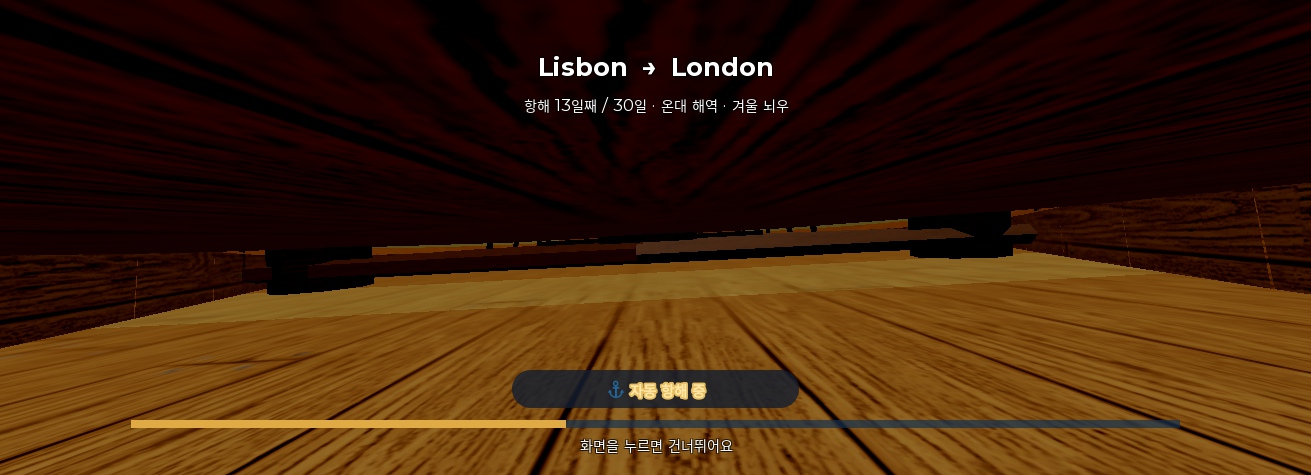 Lisbon → London
항해 13일째 / 30일 · 온대 해역 · 겨울 뇌우
⚓ 자동 항해 중
화면을 누르면 건너뛰어요